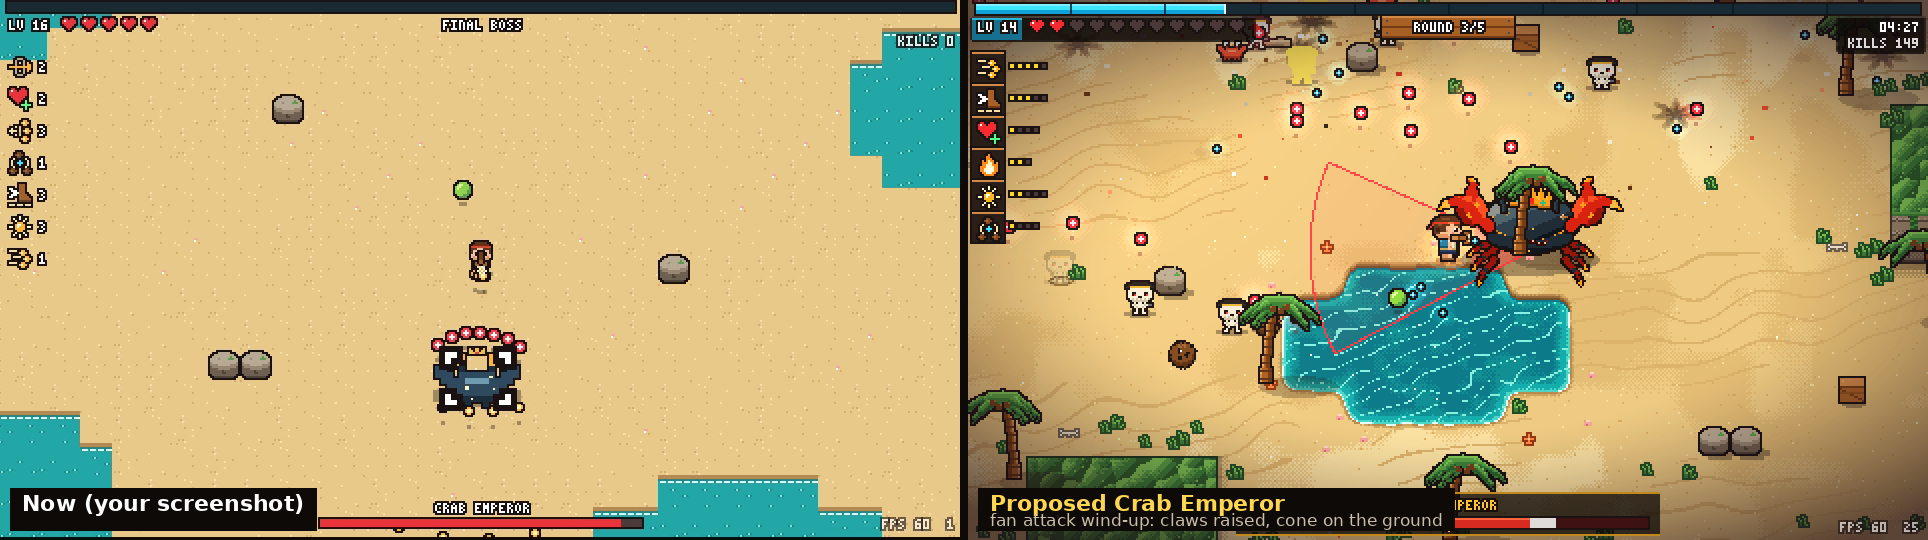 LV 16
FINAL BOSS
KILLS 0
2
2
3
1
3
3
1
CRAB EMPEROR
FPS 60 1
Now (your screenshot)
LV 14
ROUND 3/5
04:27
KILLS 149
Proposed Crab Emperor
fan attack wind-up: claws raised, cone on the ground
FPS 60 25